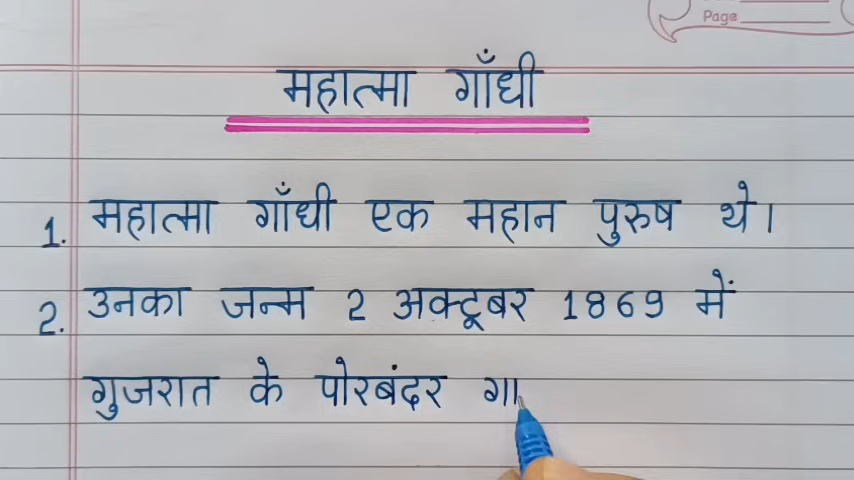 Page
महात्मा गाँधी
1. महात्मा गाँधी एक महान पुरुष थे।
2. उनका जन्म 2 अक्टूबर 1869 में
गुजरात के पोरबंदर गा